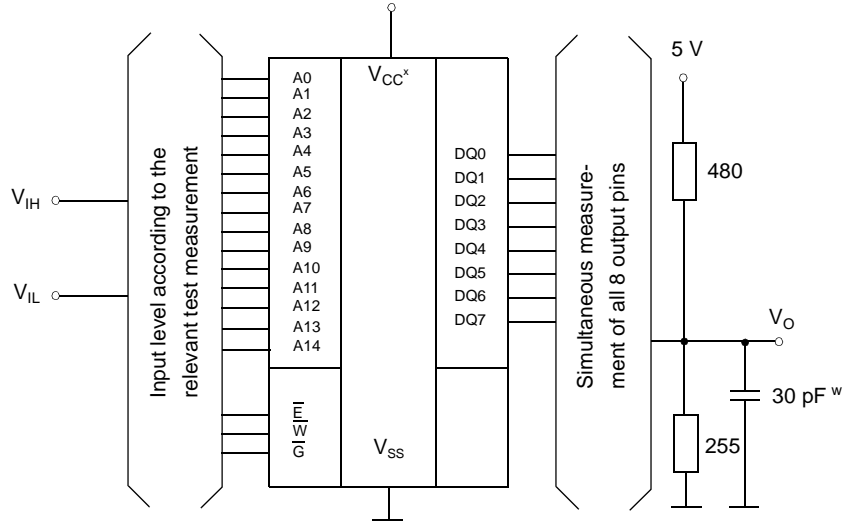 V_IH
V_IL
Input level according to the
relevant test measurement
A0
A1
A2
A3
A4
A5
A6
A7
A8
A9
A10
A11
A12
A13
A14
E̅
W̅
G̅
V_CC^x
V_SS
DQ0
DQ1
DQ2
DQ3
DQ4
DQ5
DQ6
DQ7
Simultaneous measure-
ment of all 8 output pins
5 V
480
V_O
30 pF ^w
255